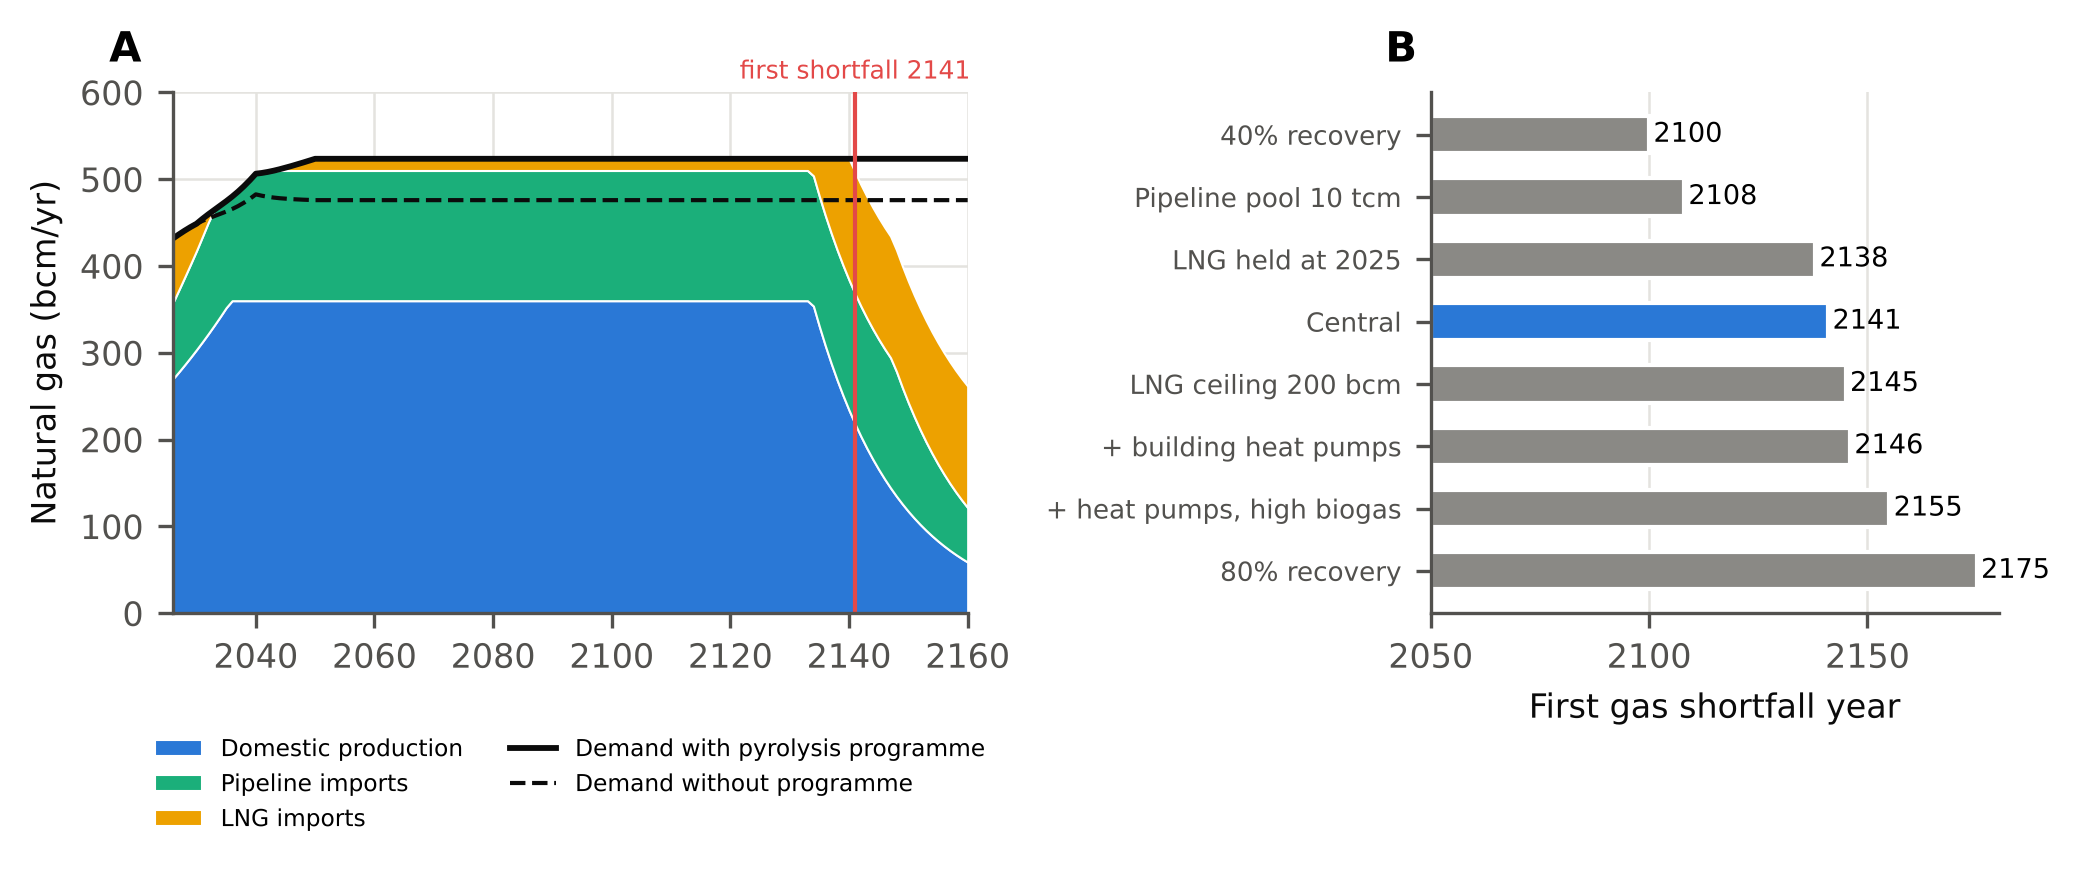 A
first shortfall 2141
600
500
400
300
200
100
0
Natural gas (bcm/yr)
2040 2060 2080 2100 2120 2140 2160
Domestic production
Pipeline imports
LNG imports
Demand with pyrolysis programme
Demand without programme
B
40% recovery 2100
Pipeline pool 10 tcm 2108
LNG held at 2025 2138
Central 2141
LNG ceiling 200 bcm 2145
+ building heat pumps 2146
+ heat pumps, high biogas 2155
80% recovery 2175
2050 2100 2150
First gas shortfall year